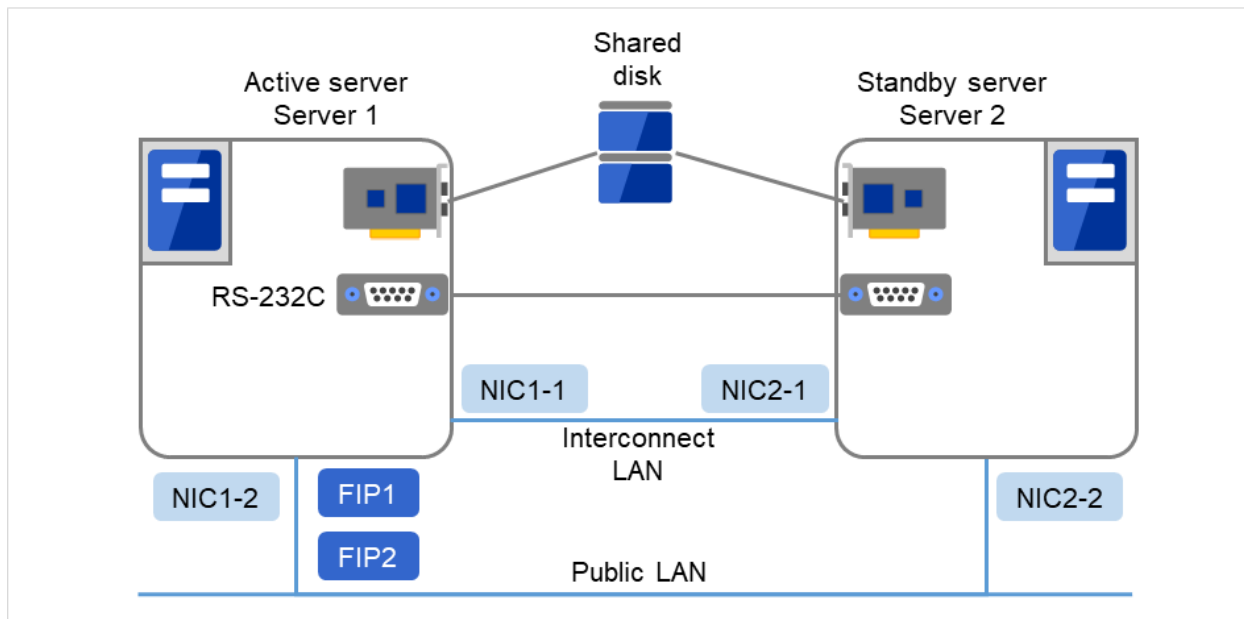 Shared
disk
Active server
Server 1
Standby server
Server 2
RS-232C
NIC1-1
NIC2-1
Interconnect
LAN
NIC1-2
FIP1
NIC2-2
FIP2
Public LAN